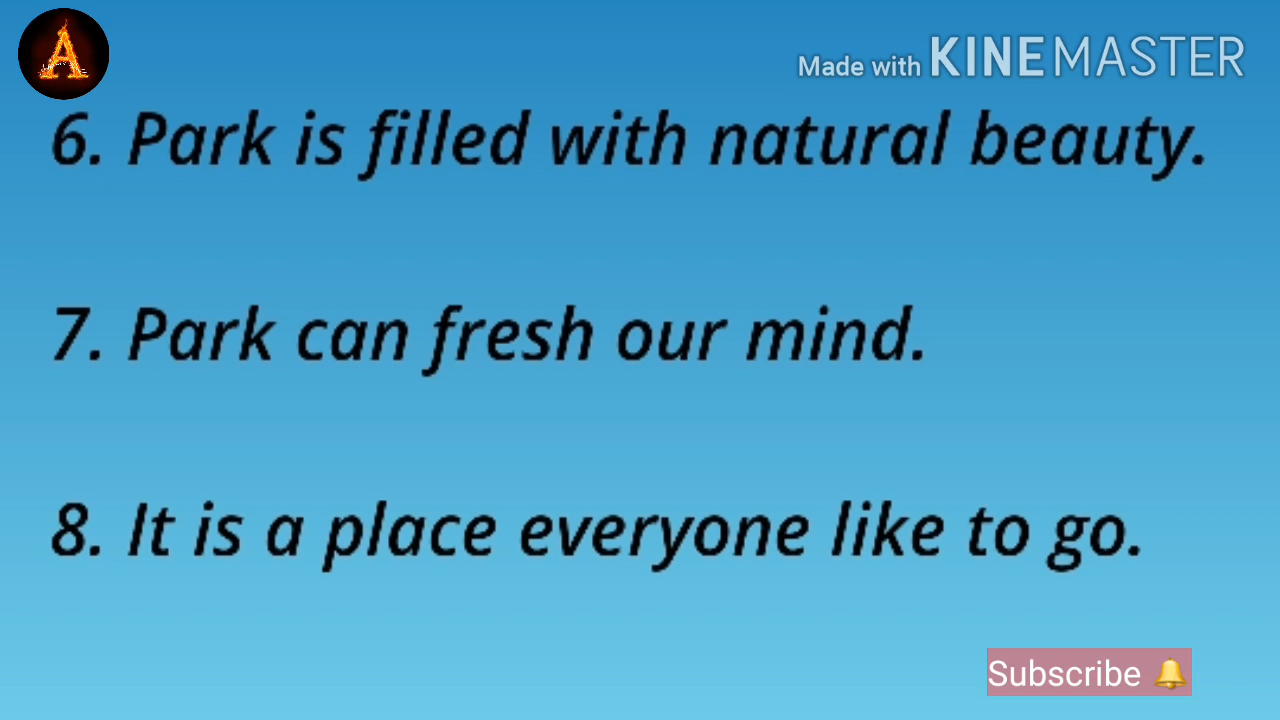 A
Made with KINEMASTER
6. Park is filled with natural beauty.
7. Park can fresh our mind.
8. It is a place everyone like to go.
Subscribe 🔔